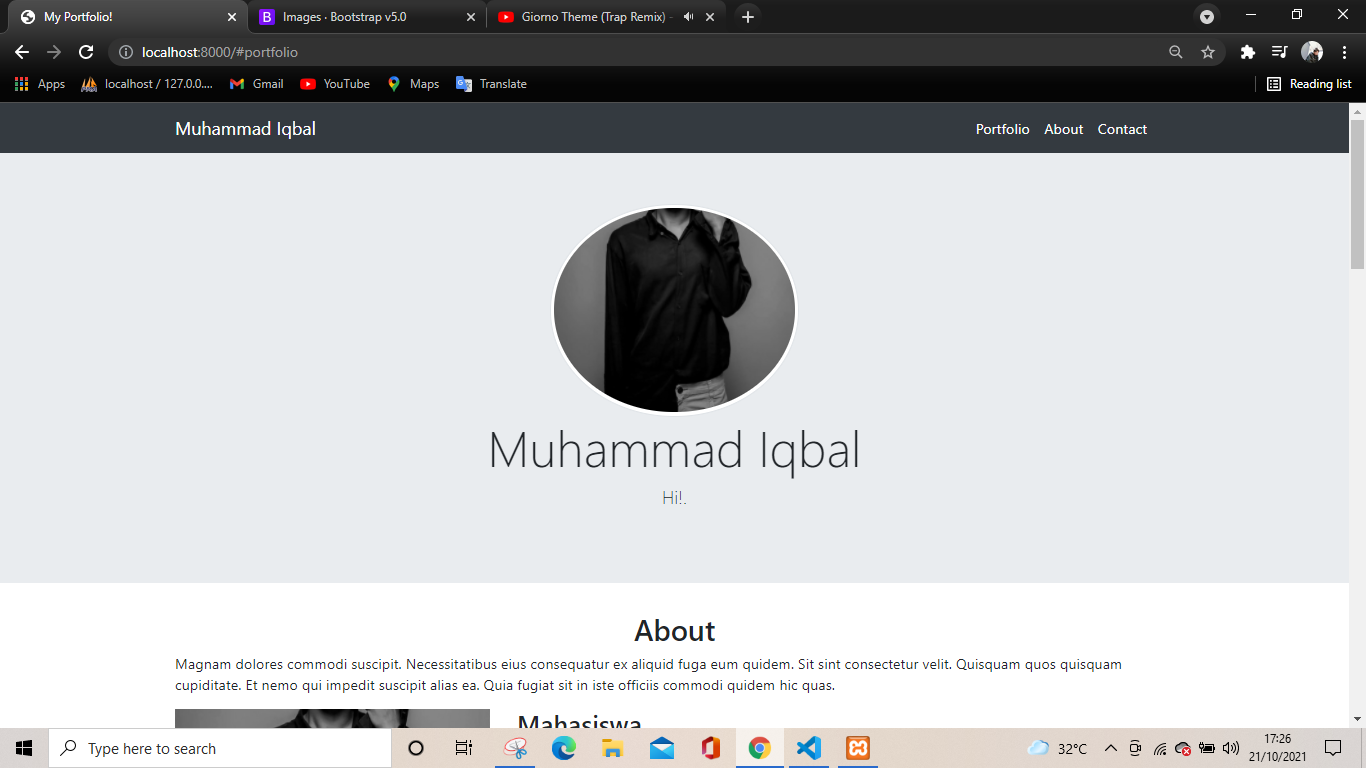 My Portfolio!
Images · Bootstrap v5.0
Giorno Theme (Trap Remix) -
localhost:8000/#portfolio
Apps
localhost / 127.0.0....
Gmail
YouTube
Maps
Translate
Reading list
Muhammad Iqbal
Portfolio
About
Contact
Muhammad Iqbal
Hi!.
About
Magnam dolores commodi suscipit. Necessitatibus eius consequatur ex aliquid fuga eum quidem. Sit sint consectetur velit. Quisquam quos quisquam
cupiditate. Et nemo qui impedit suscipit alias ea. Quia fugiat sit in iste officiis commodi quidem hic quas.
Mahasiswa
Type here to search
32°C
17:26
21/10/2021